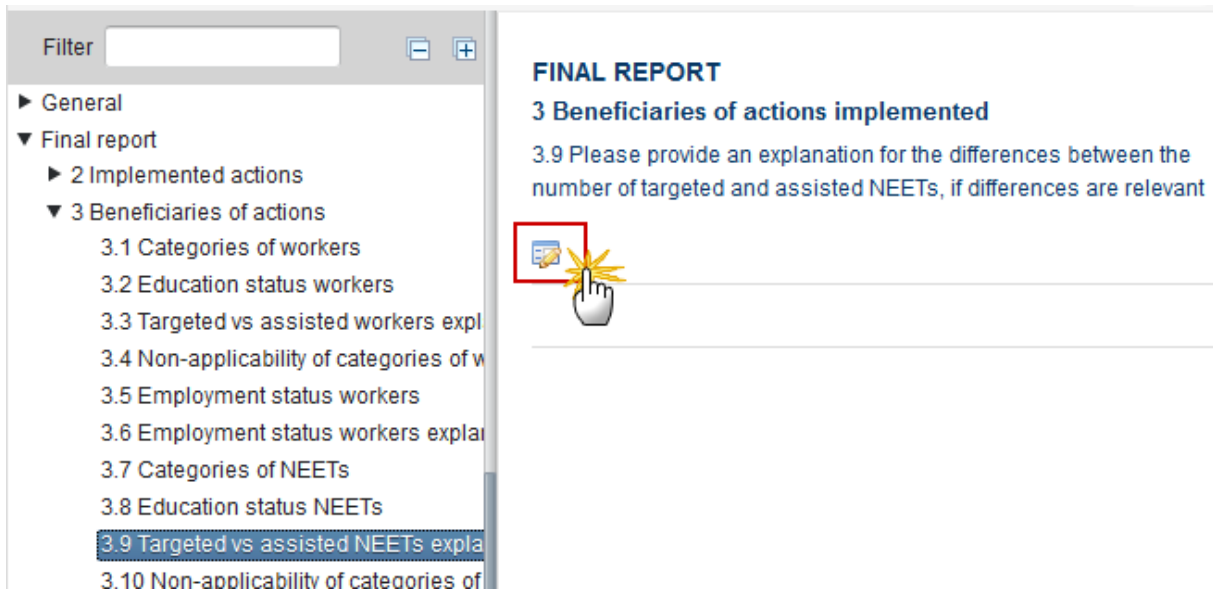 Filter
General
Final report
2 Implemented actions
3 Beneficiaries of actions
3.1 Categories of workers
3.2 Education status workers
3.3 Targeted vs assisted workers expl
3.4 Non-applicability of categories of w
3.5 Employment status workers
3.6 Employment status workers explan
3.7 Categories of NEETs
3.8 Education status NEETs
3.9 Targeted vs assisted NEETs expla
3.10 Non-applicability of categories of
FINAL REPORT
3 Beneficiaries of actions implemented
3.9 Please provide an explanation for the differences between the
number of targeted and assisted NEETs, if differences are relevant